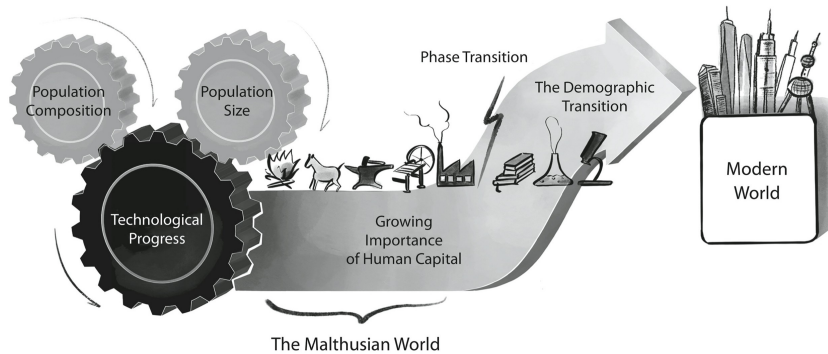 Population
Composition
Population
Size
Technological
Progress
Phase Transition
The Demographic
Transition
Growing
Importance
of Human Capital
The Malthusian World
Modern
World